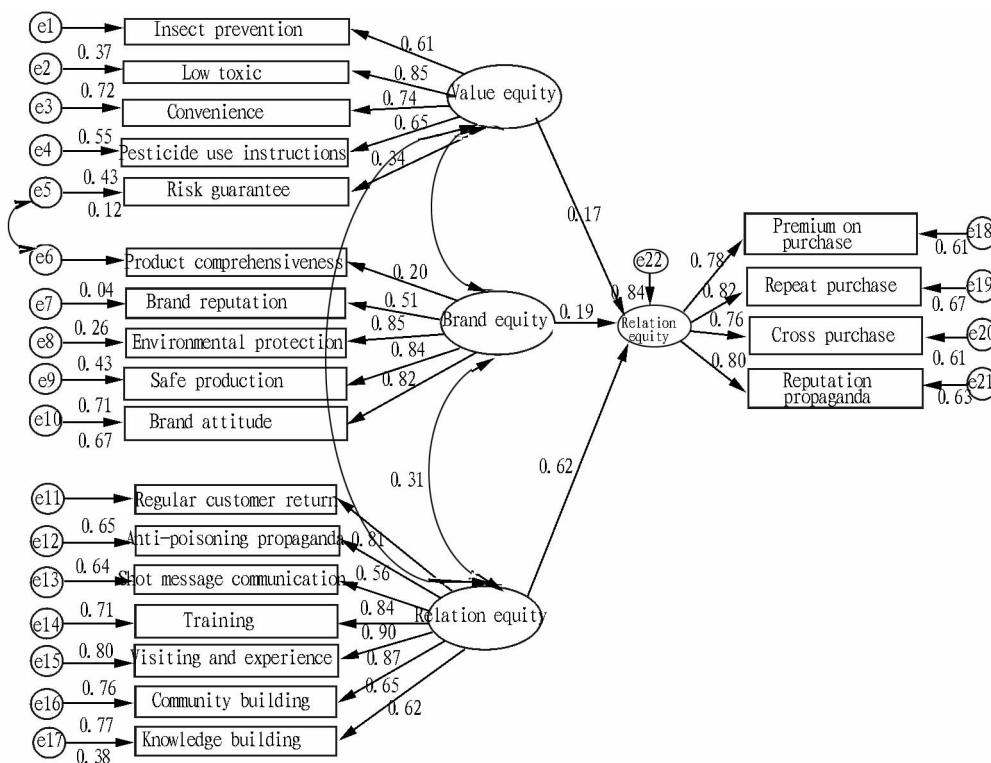 e1
Insect prevention
0.37
e2
Low toxic
0.72
e3
Convenience
0.55
e4
Pesticide use instructions
0.43
e5
Risk guarantee
0.12
0.61
0.85
0.74
0.65
0.34
Value equity
e6
Product comprehensiveness
0.04
e7
Brand reputation
0.26
e8
Environmental protection
0.43
e9
Safe production
0.71
e10
Brand attitude
0.67
0.20
0.51
0.85
0.84
0.82
Brand equity
0.17
0.19
0.62
0.31
e22
0.84
Relation
equity
0.78
0.82
0.76
0.80
Premium on
purchase
e18
0.61
Repeat purchase
e19
0.67
Cross purchase
e20
0.61
Reputation
propaganda
e21
0.63
e11
Regular customer return
0.65
e12
Anti-poisoning propaganda
0.64
e13
Shot message communication
0.71
e14
Training
0.80
e15
Visiting and experience
0.76
e16
Community building
0.77
e17
Knowledge building
0.38
0.81
0.56
0.84
0.90
0.87
0.65
0.62
Relation equity